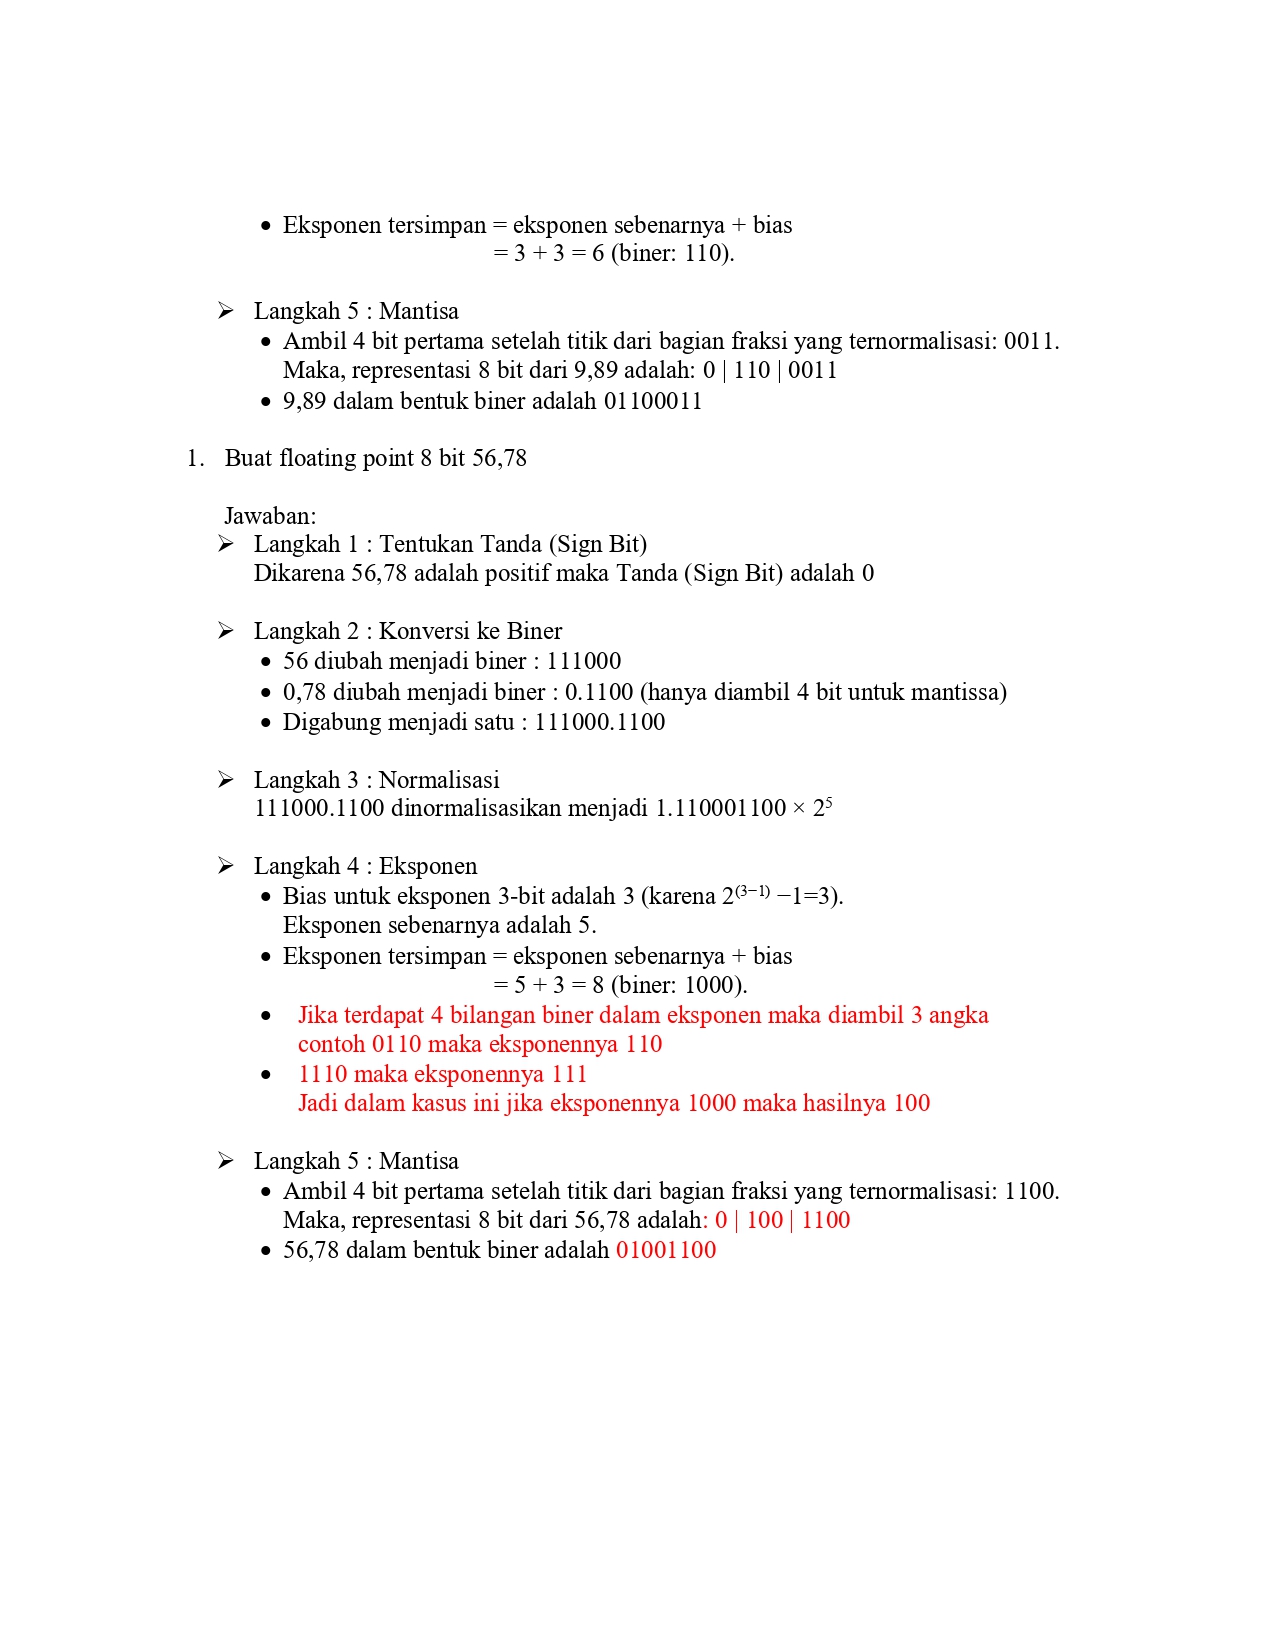 • Eksponen tersimpan = eksponen sebenarnya + bias
= 3 + 3 = 6 (biner: 110).
➢ Langkah 5 : Mantisa
• Ambil 4 bit pertama setelah titik dari bagian fraksi yang ternormalisasi: 0011.
Maka, representasi 8 bit dari 9,89 adalah: 0 | 110 | 0011
• 9,89 dalam bentuk biner adalah 01100011
1. Buat floating point 8 bit 56,78
Jawaban:
➢ Langkah 1 : Tentukan Tanda (Sign Bit)
Dikarena 56,78 adalah positif maka Tanda (Sign Bit) adalah 0
➢ Langkah 2 : Konversi ke Biner
• 56 diubah menjadi biner : 111000
• 0,78 diubah menjadi biner : 0.1100 (hanya diambil 4 bit untuk mantissa)
• Digabung menjadi satu : 111000.1100
➢ Langkah 3 : Normalisasi
111000.1100 dinormalisasikan menjadi 1.110001100 × 2⁵
➢ Langkah 4 : Eksponen
• Bias untuk eksponen 3-bit adalah 3 (karena 2⁽³⁻¹⁾ −1=3).
Eksponen sebenarnya adalah 5.
• Eksponen tersimpan = eksponen sebenarnya + bias
= 5 + 3 = 8 (biner: 1000).
• Jika terdapat 4 bilangan biner dalam eksponen maka diambil 3 angka
contoh 0110 maka eksponennya 110
• 1110 maka eksponennya 111
Jadi dalam kasus ini jika eksponennya 1000 maka hasilnya 100
➢ Langkah 5 : Mantisa
• Ambil 4 bit pertama setelah titik dari bagian fraksi yang ternormalisasi: 1100.
Maka, representasi 8 bit dari 56,78 adalah: 0 | 100 | 1100
• 56,78 dalam bentuk biner adalah 01001100